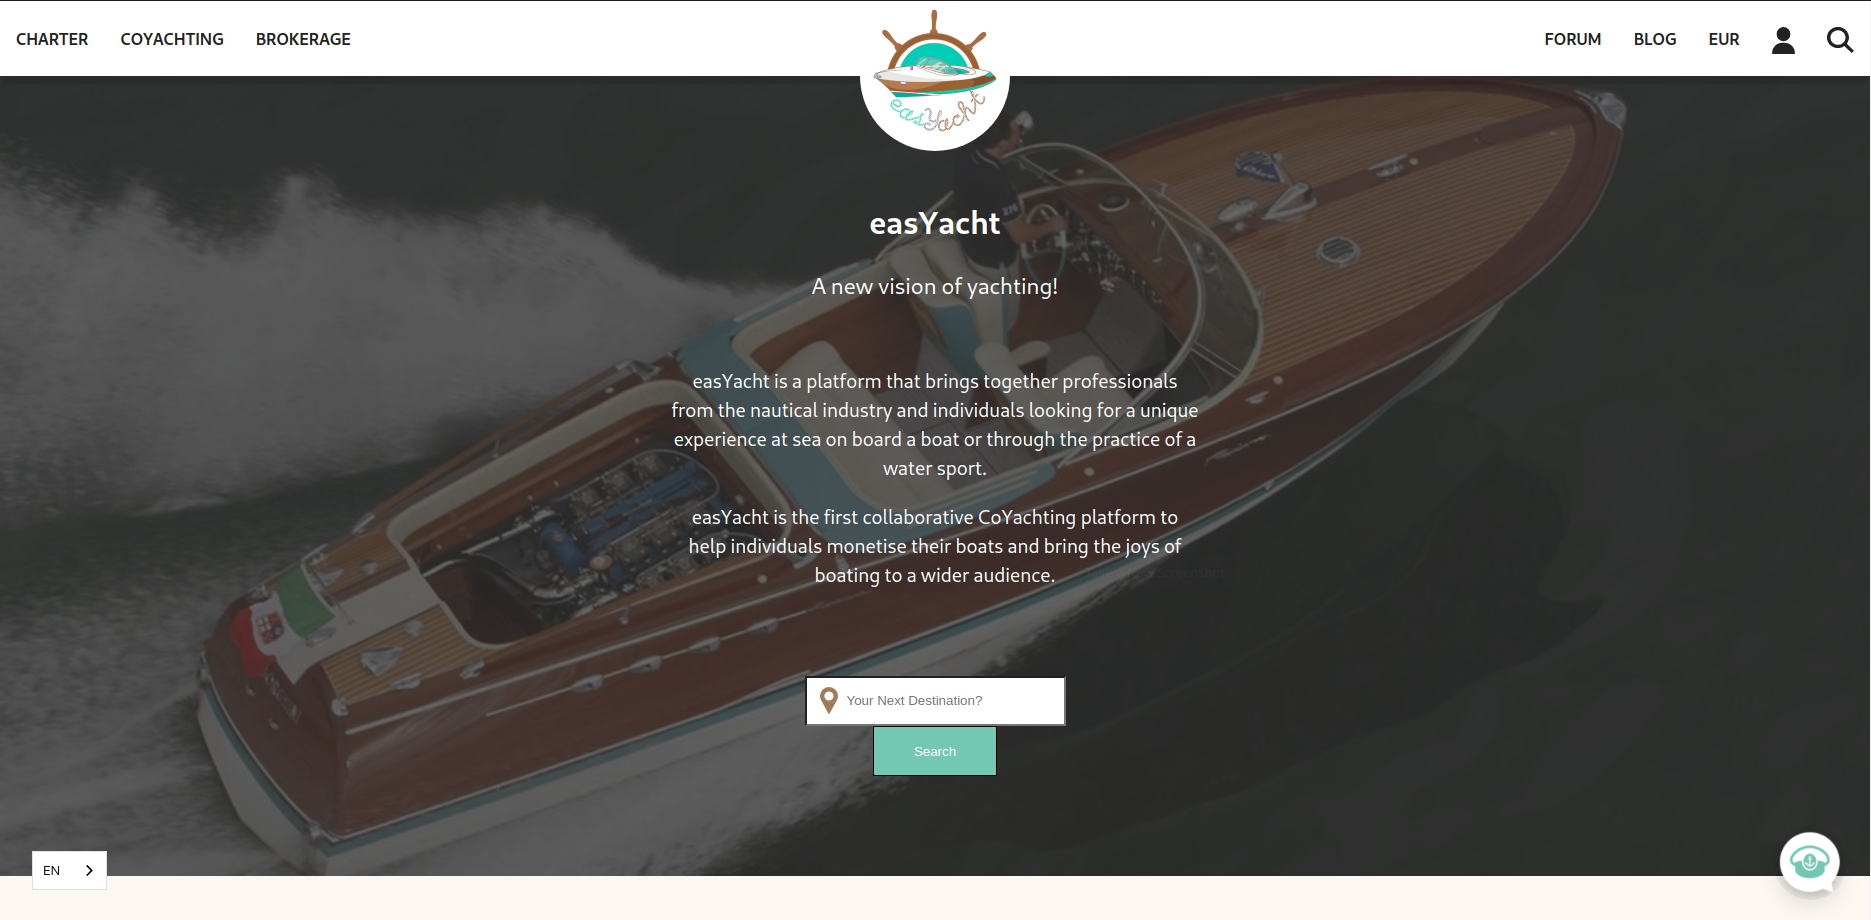 CHARTER COYACHTING BROKERAGE FORUM BLOG EUR
easYacht
easYacht
A new vision of yachting!
easYacht is a platform that brings together professionals
from the nautical industry and individuals looking for a unique
experience at sea on board a boat or through the practice of a
water sport.
easYacht is the first collaborative CoYachting platform to
help individuals monetise their boats and bring the joys of
boating to a wider audience.
Your Next Destination?
Search
EN